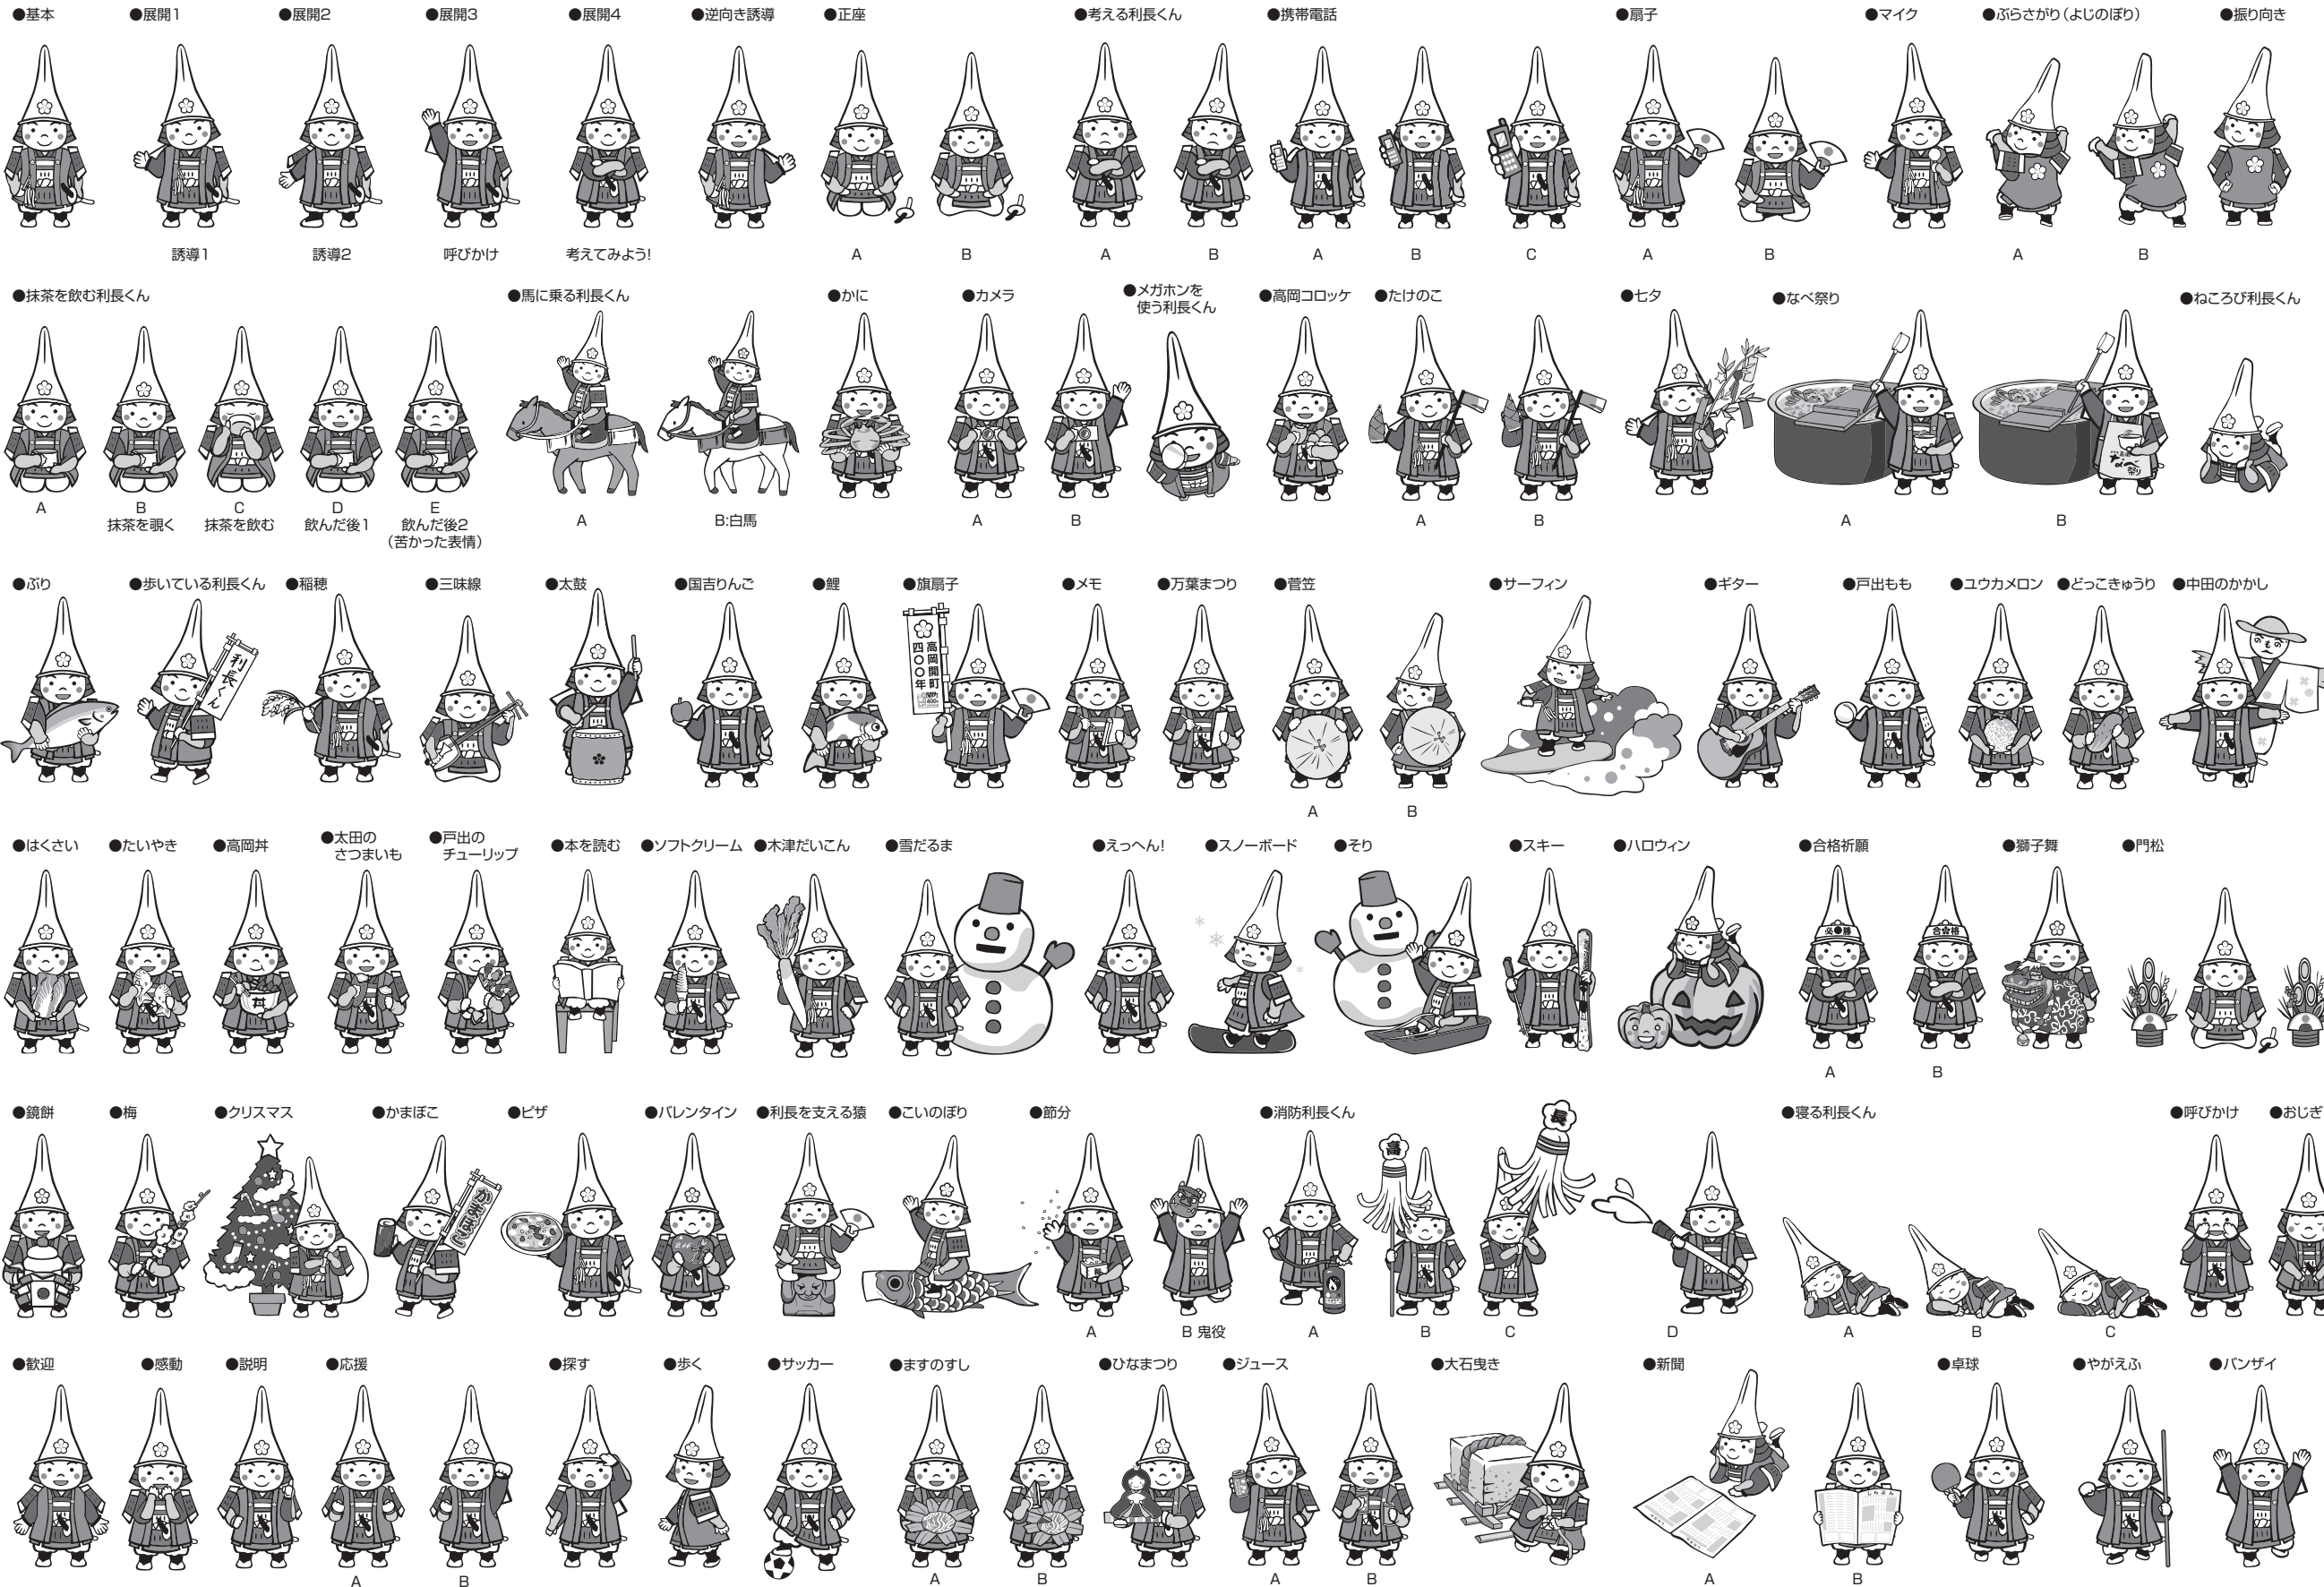 ●基本
●展開1
●展開2
●展開3
●展開4
●逆向き誘導
●正座
●考える利長くん
●携帯電話
●扇子
●マイク
●ぶらさがり（よじのぼり）
●振り向き
誘導1
誘導2
呼びかけ
考えてみよう!
A
B
A
B
A
B
C
A
B
A
B
●抹茶を飲む利長くん
●馬に乗る利長くん
●かに
●カメラ
●メガホンを
使う利長くん
●高岡コロッケ
●たけのこ
●七夕
●なべ祭り
●ねころび利長くん
なべ
祭り
A
B
抹茶を覗く
C
抹茶を飲む
D
飲んだ後1
E
飲んだ後2
（苦かった表情）
A
B:白馬
A
B
A
B
A
B
●ぶり
●歩いている利長くん
●稲穂
●三味線
●太鼓
●国吉りんご
●鯉
●旗扇子
●メモ
●万葉まつり
●菅笠
●サーフィン
●ギター
●戸出もも
●ユウカメロン
●どっこきゅうり
●中田のかかし
利長くん
高岡開町
四〇〇年
A
B
●はくさい
●たいやき
●高岡丼
●太田の
さつまいも
●戸出の
チューリップ
●本を読む
●ソフトクリーム
●木津だいこん
●雪だるま
●えっへん!
●スノーボード
●そり
●スキー
●ハロウィン
●合格祈願
●獅子舞
●門松
丼
必●勝
合格
A
B
●鏡餅
●梅
●クリスマス
●かまぼこ
●ピザ
●バレンタイン
●利長を支える猿
●こいのぼり
●節分
●消防利長くん
●寝る利長くん
●呼びかけ
●おじぎ
かまぼこ
高
長
A
B 鬼役
A
B
C
D
A
B
C
●歓迎
●感動
●説明
●応援
●探す
●歩く
●サッカー
●ますのすし
●ひなまつり
●ジュース
●大石曳き
●新聞
●卓球
●やがえふ
●バンザイ
しんぶん
A
B
A
B
A
B
A
B